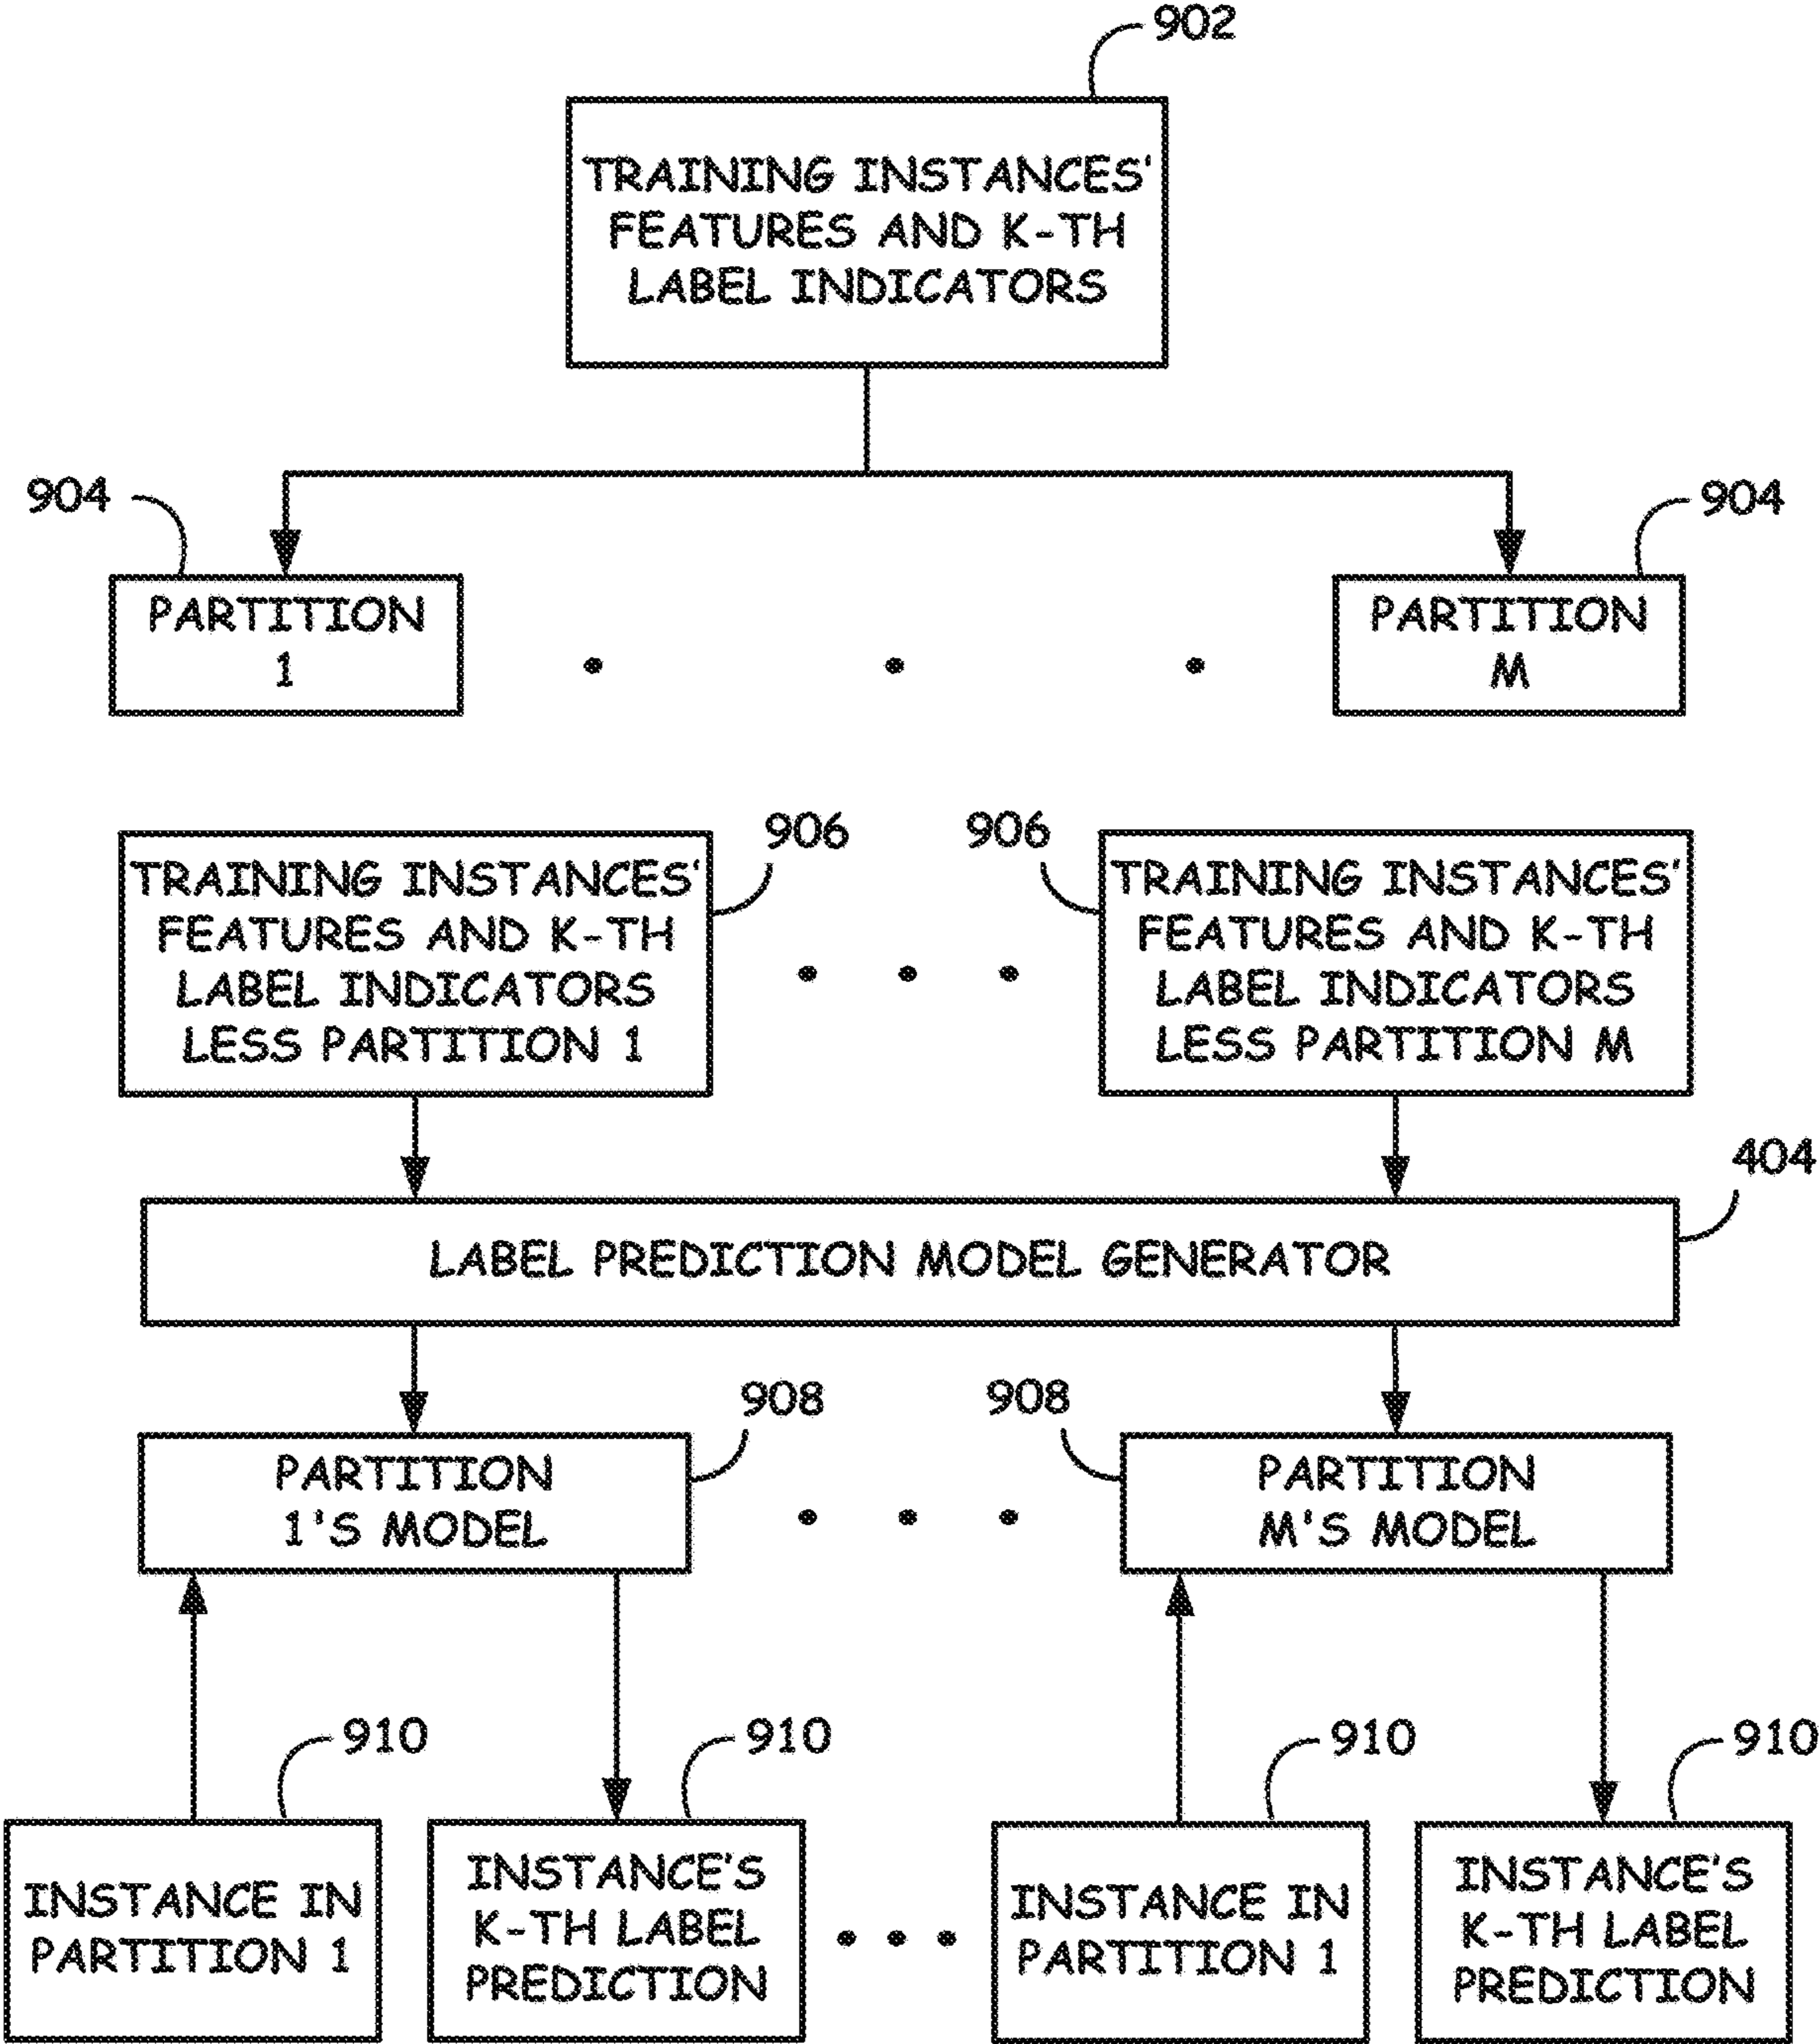 902
TRAINING INSTANCES'
FEATURES AND K-TH
LABEL INDICATORS
904
904
PARTITION
1
PARTITION
M
906
906
TRAINING INSTANCES'
FEATURES AND K-TH
LABEL INDICATORS
LESS PARTITION 1
TRAINING INSTANCES'
FEATURES AND K-TH
LABEL INDICATORS
LESS PARTITION M
404
LABEL PREDICTION MODEL GENERATOR
908
908
PARTITION
1'S MODEL
PARTITION
M'S MODEL
910
910
910
910
INSTANCE IN
PARTITION 1
INSTANCE'S
K-TH LABEL
PREDICTION
INSTANCE IN
PARTITION 1
INSTANCE'S
K-TH LABEL
PREDICTION